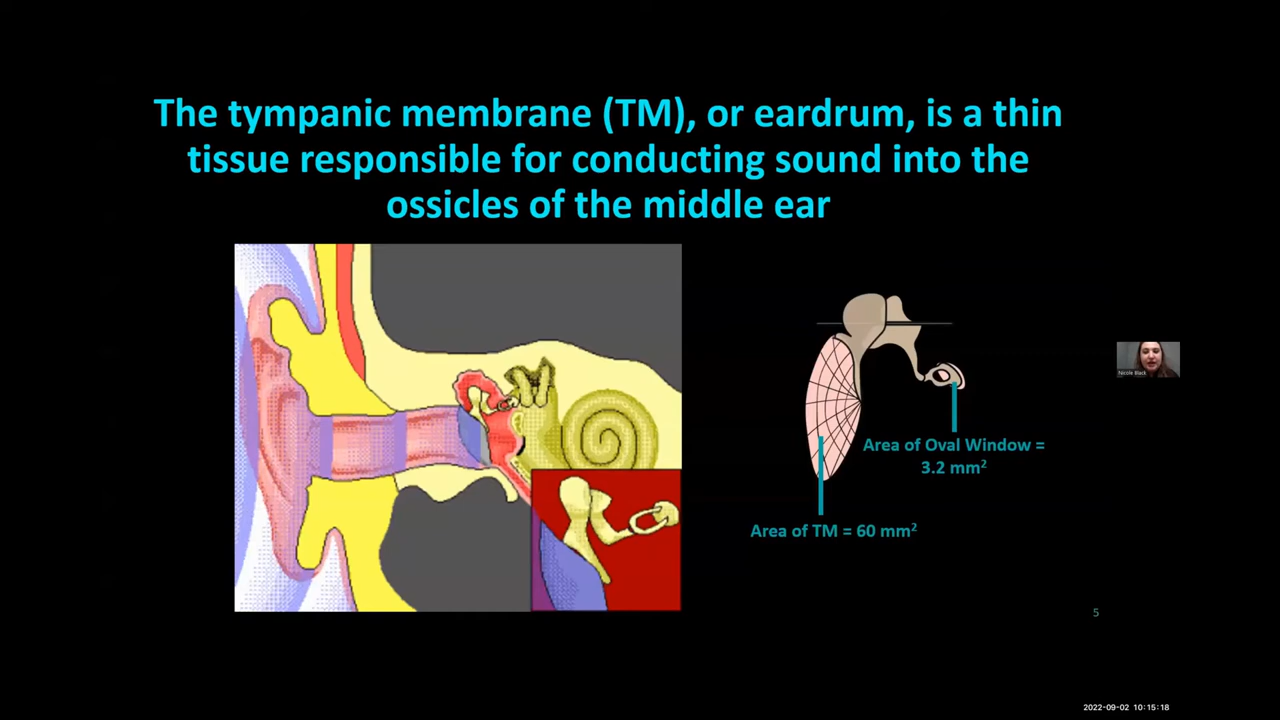 The tympanic membrane (TM), or eardrum, is a thin
tissue responsible for conducting sound into the
ossicles of the middle ear
Area of Oval Window =
3.2 mm²
Area of TM = 60 mm²
Nicole Black
5
2022-09-02 10:15:18